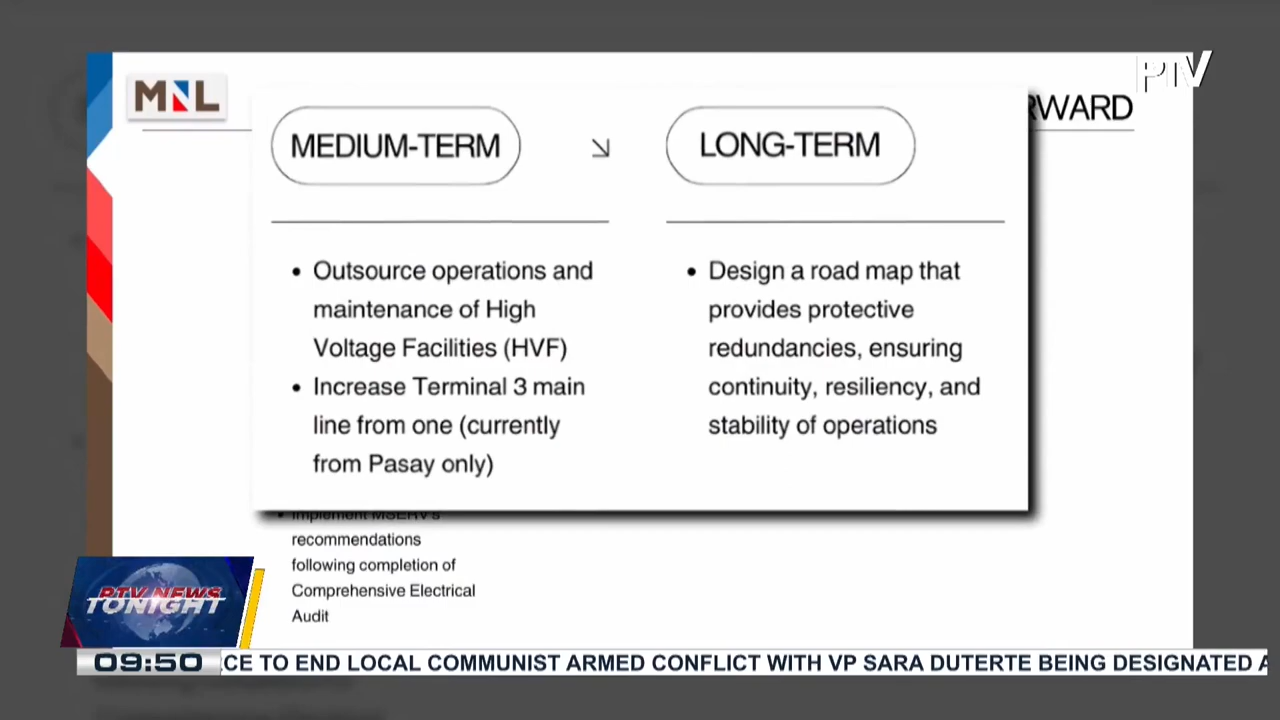 PTV
MNL
RWARD
MEDIUM-TERM
LONG-TERM
• Outsource operations and
maintenance of High
Voltage Facilities (HVF)
• Increase Terminal 3 main
line from one (currently
from Pasay only)
• Design a road map that
provides protective
redundancies, ensuring
continuity, resiliency, and
stability of operations
• Implement MSERV's
recommendations
following completion of
Comprehensive Electrical
Audit
PTV NEWS
TONIGHT
09:50
CE TO END LOCAL COMMUNIST ARMED CONFLICT WITH VP SARA DUTERTE BEING DESIGNATED A